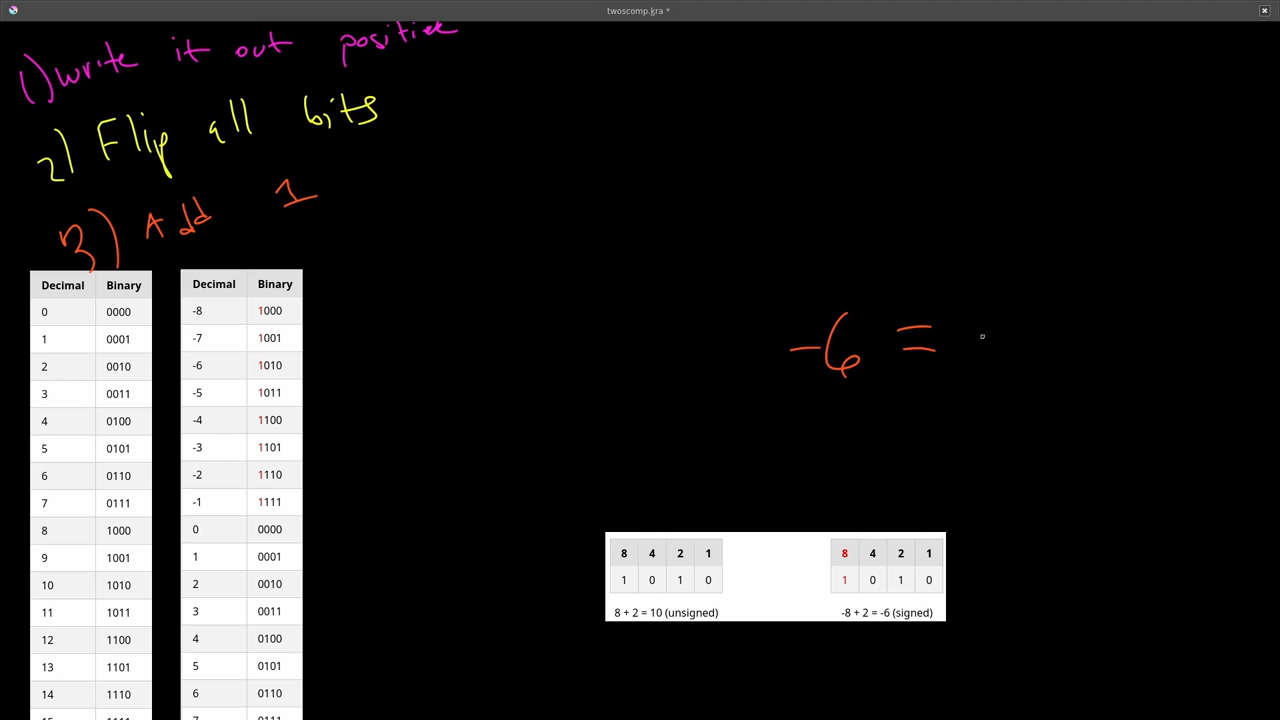 twoscomp.kra *
1) write it out positive
2) Flip all bits
3) Add 1
Decimal Binary
0 0000
1 0001
2 0010
3 0011
4 0100
5 0101
6 0110
7 0111
8 1000
9 1001
10 1010
11 1011
12 1100
13 1101
14 1110
15 1111
Decimal Binary
-8 1000
-7 1001
-6 1010
-5 1011
-4 1100
-3 1101
-2 1110
-1 1111
0 0000
1 0001
2 0010
3 0011
4 0100
5 0101
6 0110
7 0111
-6 =
8 4 2 1
1 0 1 0
8 + 2 = 10 (unsigned)
8 4 2 1
1 0 1 0
-8 + 2 = -6 (signed)